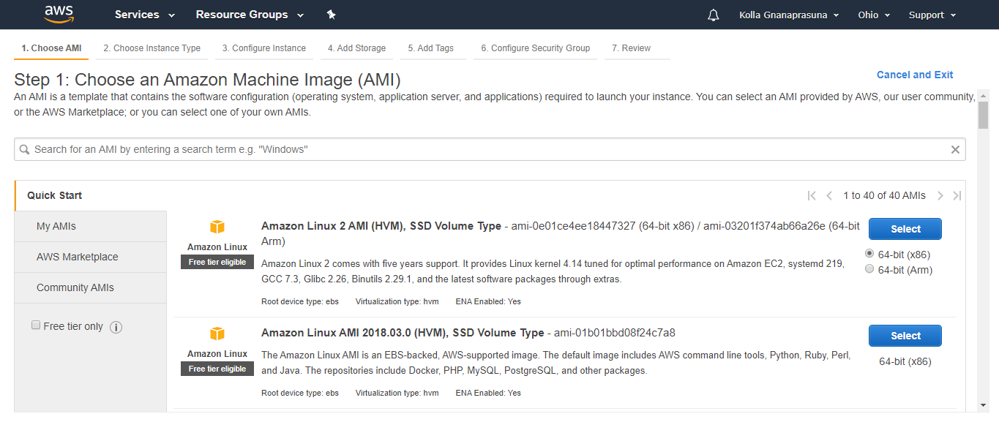 aws Services Resource Groups Kolla Gnanaprasuna Ohio Support
1. Choose AMI 2. Choose Instance Type 3. Configure Instance 4. Add Storage 5. Add Tags 6. Configure Security Group 7. Review
Step 1: Choose an Amazon Machine Image (AMI)
Cancel and Exit
An AMI is a template that contains the software configuration (operating system, application server, and applications) required to launch your instance. You can select an AMI provided by AWS, our user community,
or the AWS Marketplace; or you can select one of your own AMIs.
Search for an AMI by entering a search term e.g. "Windows"
Quick Start
My AMIs
AWS Marketplace
Community AMIs
Free tier only
1 to 40 of 40 AMIs
Amazon Linux
Free tier eligible
Amazon Linux 2 AMI (HVM), SSD Volume Type - ami-0e01ce4ee18447327 (64-bit x86) / ami-03201f374ab66a26e (64-bit
Arm)
Amazon Linux 2 comes with five years support. It provides Linux kernel 4.14 tuned for optimal performance on Amazon EC2, systemd 219,
GCC 7.3, Glibc 2.26, Binutils 2.29.1, and the latest software packages through extras.
Root device type: ebs Virtualization type: hvm ENA Enabled: Yes
Select
64-bit (x86)
64-bit (Arm)
Amazon Linux
Free tier eligible
Amazon Linux AMI 2018.03.0 (HVM), SSD Volume Type - ami-01b01bbd08f24c7a8
The Amazon Linux AMI is an EBS-backed, AWS-supported image. The default image includes AWS command line tools, Python, Ruby, Perl,
and Java. The repositories include Docker, PHP, MySQL, PostgreSQL, and other packages.
Root device type: ebs Virtualization type: hvm ENA Enabled: Yes
Select
64-bit (x86)